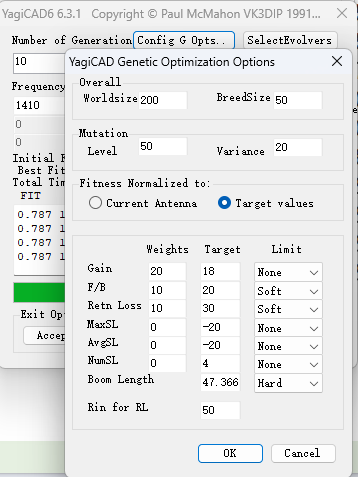 YagiCAD6 6.3.1 Copyright © Paul McMahon VK3DIP 1991...
Number of Generation Config G Opts.. SelectEvolvers
10
Frequency
1410
0
0
Initial
Best Fit
Total Tim
FIT
0.787 1
0.787
0.787
0.787
Exit Opt
Accep
YagiCAD Genetic Optimization Options
Overall
Worldsize 200 BreedSize 50
Mutation
Level 50 Variance 20
Fitness Normalized to:
Current Antenna Target values
Weights Target Limit
Gain 20 18 None
F/B 10 20 Soft
Retn Loss 10 30 Soft
MaxSL 0 -20 None
AvgSL 0 -20 None
NumSL 0 4 None
Boom Length 47.366 Hard
Rin for RL 50
OK Cancel